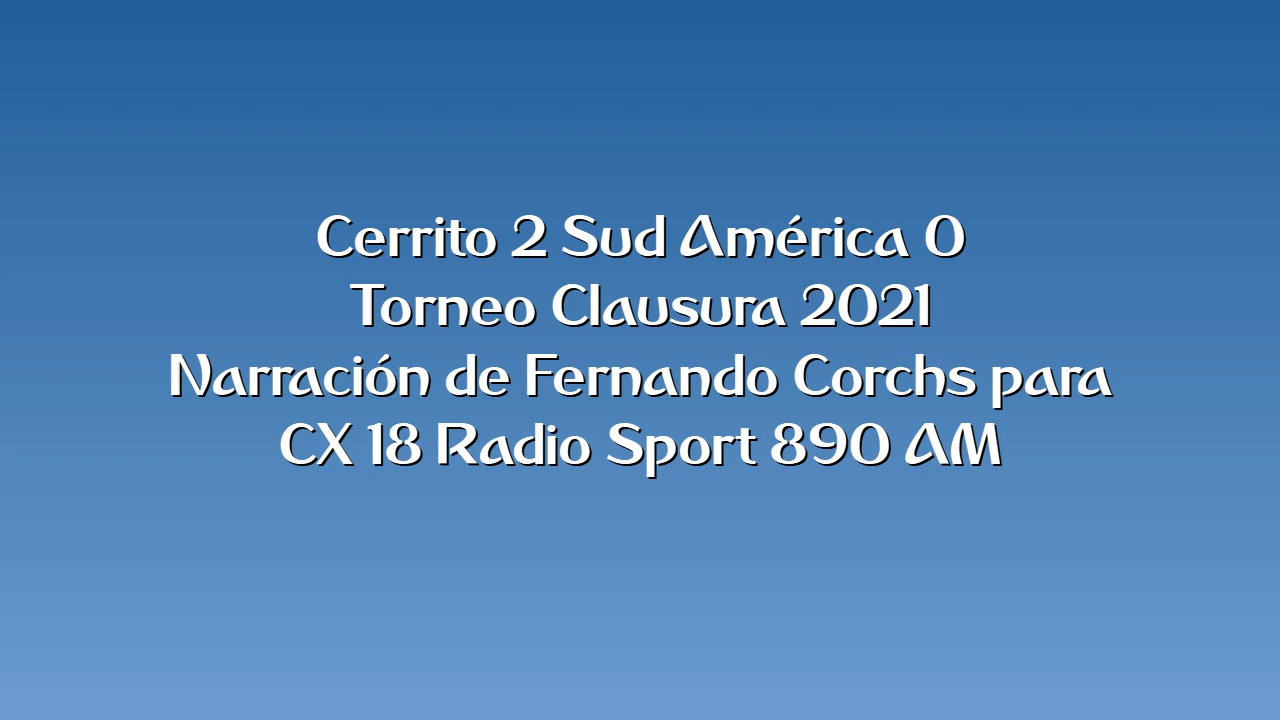 Cerrito 2 Sud América 0
Torneo Clausura 2021
Narración de Fernando Corchs para
CX 18 Radio Sport 890 AM